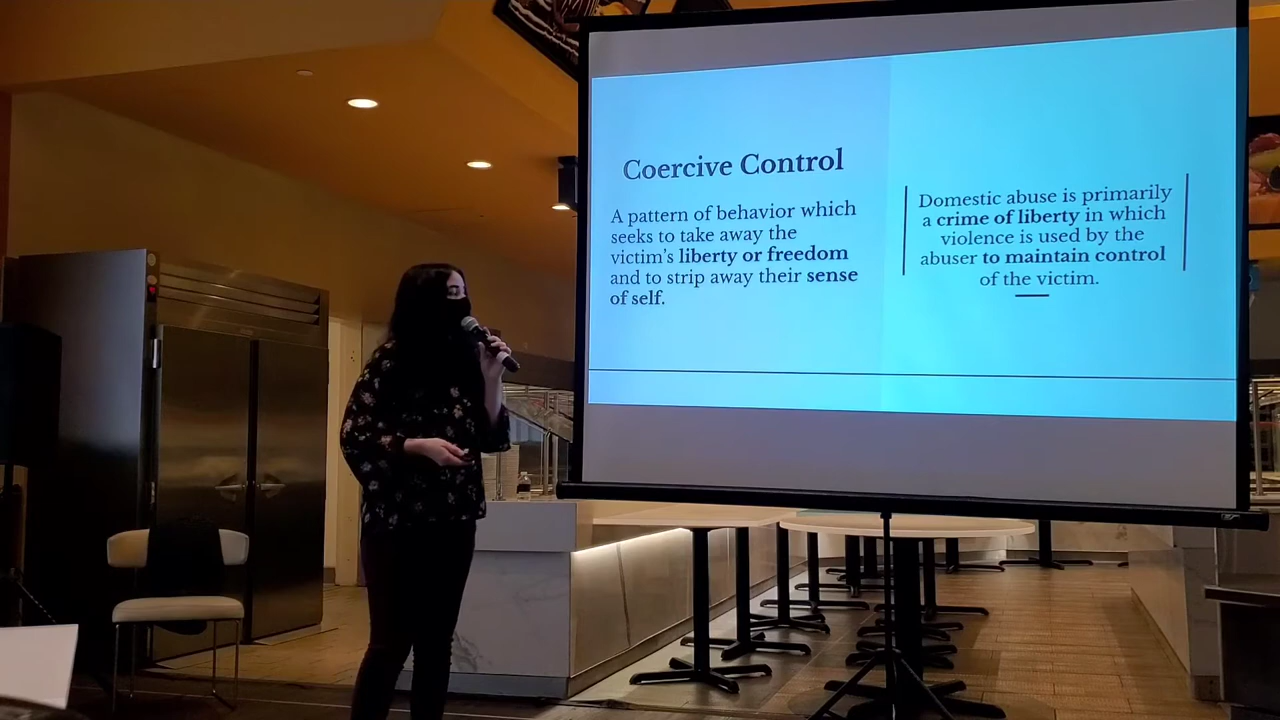 Coercive Control
A pattern of behavior which
seeks to take away the
victim's liberty or freedom
and to strip away their sense
of self.
Domestic abuse is primarily
a crime of liberty in which
violence is used by the
abuser to maintain control
of the victim.